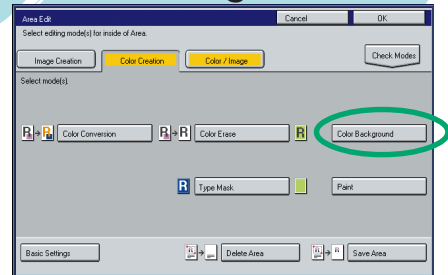 Area Edit Cancel OK
Select editing mode(s) for inside of Area.
Image Creation Color Creation Color / Image Check Modes
Select mode(s).
R R Color Conversion R R Color Erase R Color Background
R Type Mask Paint
Basic Settings Delete Area Save Area